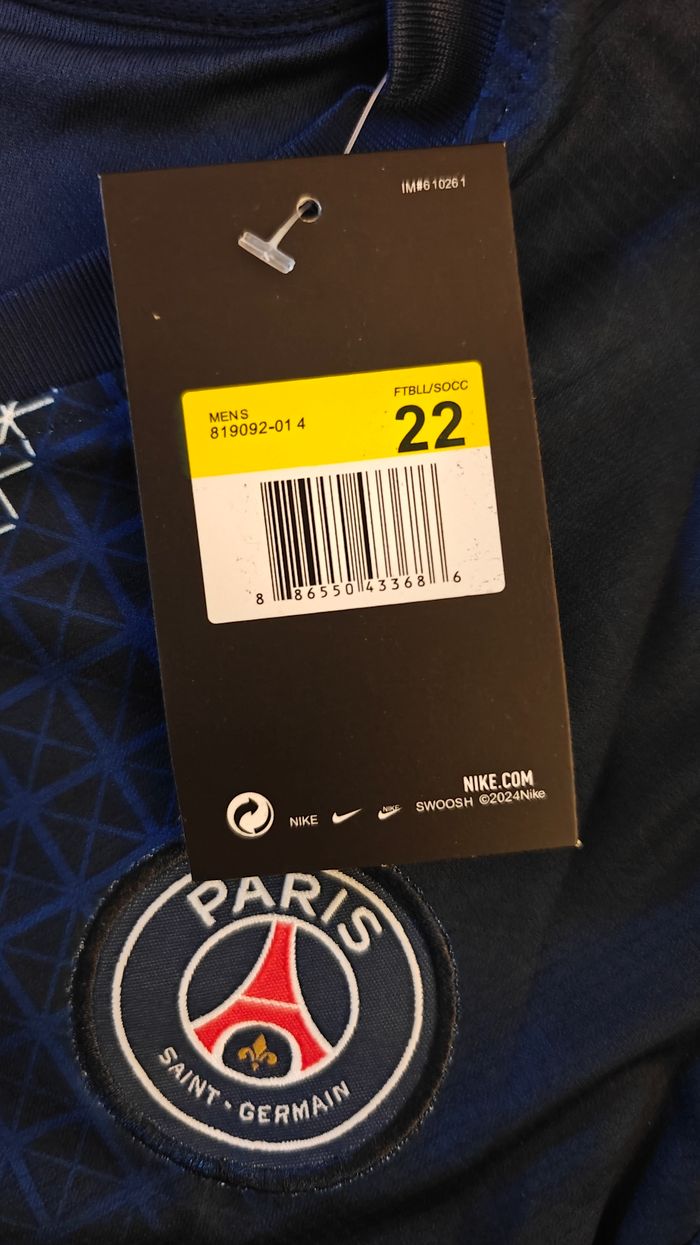 IM#610261
FTBLL/SOCC
MENS
819092-01 4
22
8 86550 43368 6
NIKE.COM
NIKE NIKE SWOOSH ©2024Nike
PARIS
SAINT-GERMAIN